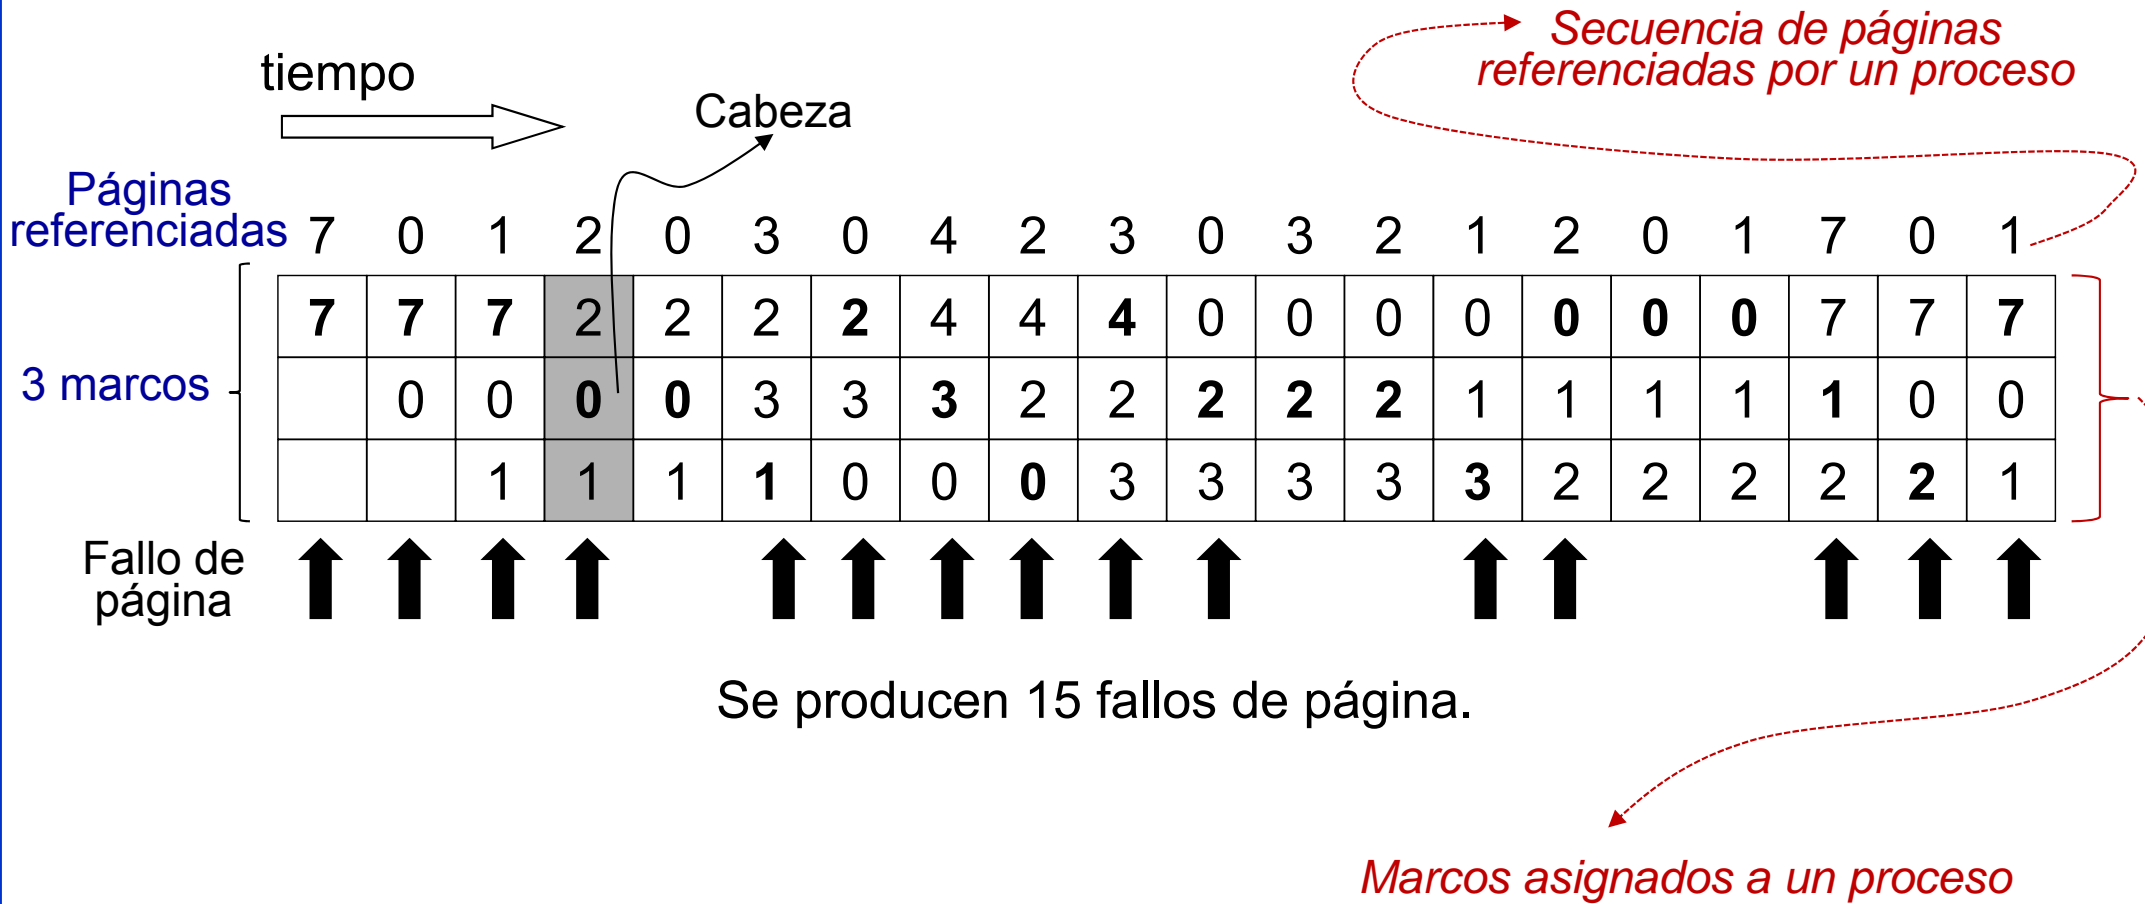 Secuencia de páginas
referenciadas por un proceso
tiempo
Cabeza
Páginas
referenciadas 7 0 1 2 0 3 0 4 2 3 0 3 2 1 2 0 1 7 0 1
7 7 7 2 2 2 2 4 4 4 0 0 0 0 0 0 0 7 7 7
3 marcos 0 0 0 0 3 3 3 2 2 2 2 2 1 1 1 1 1 0 0
1 1 1 1 0 0 0 3 3 3 3 3 2 2 2 2 2 1
Fallo de
página
Se producen 15 fallos de página.
Marcos asignados a un proceso